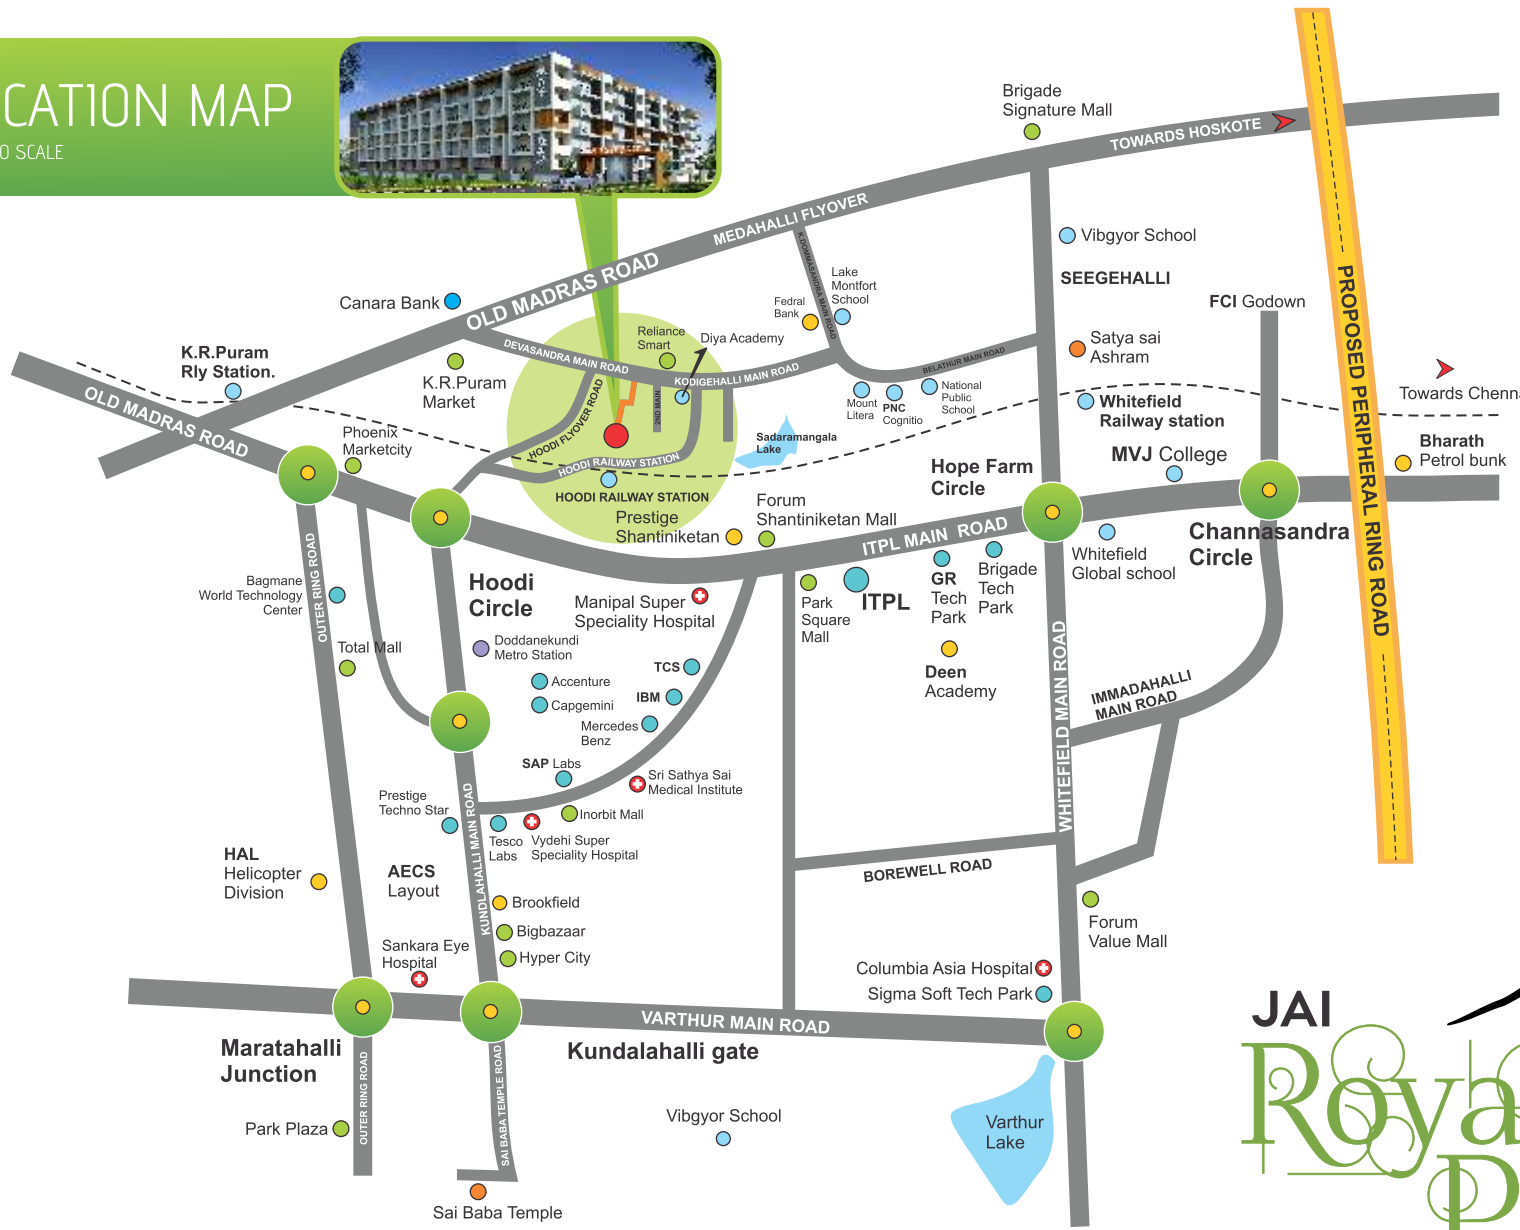 CATION MAP
O SCALE
Brigade
Signature Mall
TOWARDS HOSKOTE
MEDAHALLI FLYOVER
OLD MADRAS ROAD
Vibgyor School
SEEGEHALLI
FCI Godown
PROPOSED PERIPHERAL RING ROAD
Canara Bank
K.DOMMASANDRA MAIN ROAD
Lake
Montfort
School
Fedral
Bank
Reliance
Smart
Diya Academy
DEVASANDRA MAIN ROAD
KODIGEHALLI MAIN ROAD
BELATHUR MAIN ROAD
Satya sai
Ashram
K.R.Puram
Rly Station.
K.R.Puram
Market
HOODI FLYOVER ROAD
2ND MAIN
Mount
Litera
PNC
Cognitio
National
Public
School
Whitefield
Railway station
Towards Chenn
OLD MADRAS ROAD
Phoenix
Marketcity
HOODI RAILWAY STATION
HOODI RAILWAY STATION
Sadaramangala
Lake
Hope Farm
Circle
MVJ College
Bharath
Petrol bunk
Prestige
Shantiniketan
Forum
Shantiniketan Mall
ITPL MAIN ROAD
Whitefield
Global school
Channasandra
Circle
OUTER RING ROAD
Bagmane
World Technology
Center
Hoodi
Circle
Manipal Super
Speciality Hospital
Park
Square
Mall
ITPL
GR
Tech
Park
Brigade
Tech
Park
Total Mall
Doddanekundi
Metro Station
TCS
Accenture
IBM
Capgemini
Mercedes
Benz
Deen
Academy
WHITEFIELD MAIN ROAD
IMMADAHALLI
MAIN ROAD
SAP Labs
Sri Sathya Sai
Medical Institute
Prestige
Techno Star
KUNDLAHALLI MAIN ROAD
Inorbit Mall
Tesco
Labs
Vydehi Super
Speciality Hospital
HAL
Helicopter
Division
AECS
Layout
BOREWELL ROAD
Brookfield
Bigbazaar
Hyper City
Sankara Eye
Hospital
Forum
Value Mall
Columbia Asia Hospital
Sigma Soft Tech Park
VARTHUR MAIN ROAD
Maratahalli
Junction
OUTER RING ROAD
SAI BABA TEMPLE ROAD
Kundalahalli gate
Park Plaza
Vibgyor School
Varthur
Lake
Sai Baba Temple
JAI
Roya
D